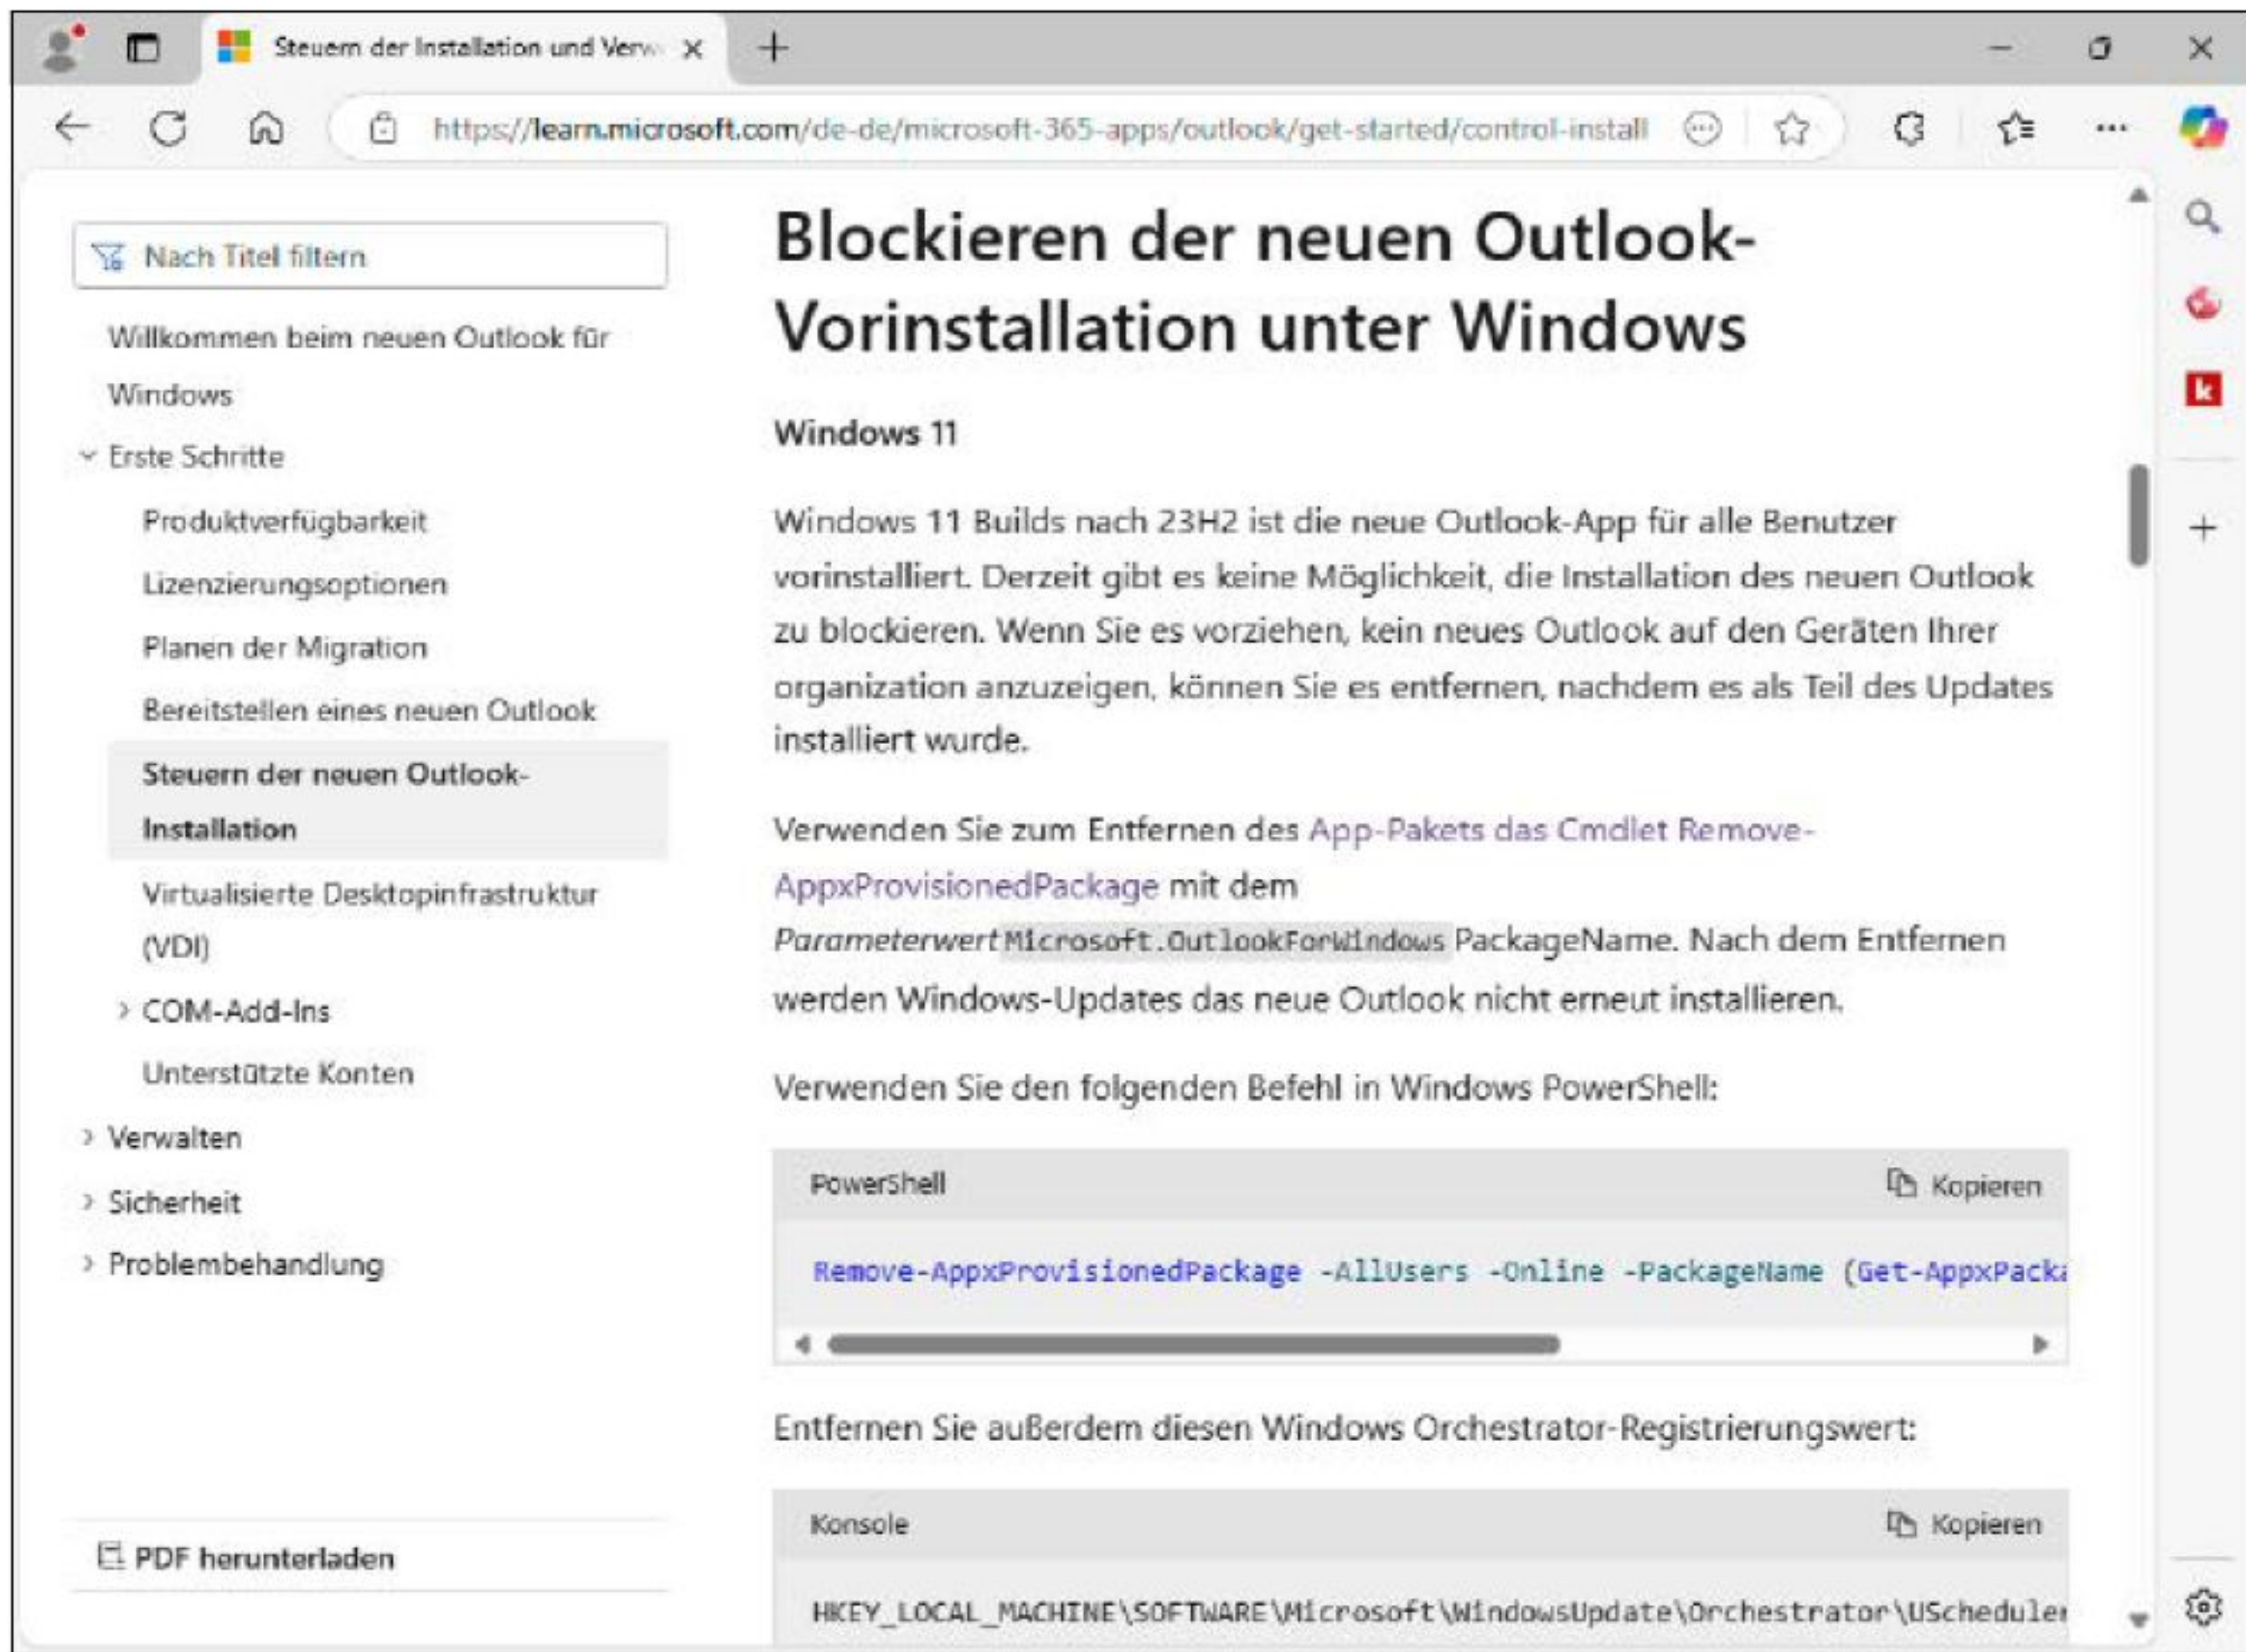 Steuern der Installation und Verw
https://learn.microsoft.com/de-de/microsoft-365-apps/outlook/get-started/control-install
Nach Titel filtern
Willkommen beim neuen Outlook für
Windows
Erste Schritte
Produktverfügbarkeit
Lizenzierungsoptionen
Planen der Migration
Bereitstellen eines neuen Outlook
Steuern der neuen Outlook-
Installation
Virtualisierte Desktopinfrastruktur
(VDI)
COM-Add-Ins
Unterstützte Konten
Verwalten
Sicherheit
Problembehandlung
PDF herunterladen
Blockieren der neuen Outlook-
Vorinstallation unter Windows
Windows 11
Windows 11 Builds nach 23H2 ist die neue Outlook-App für alle Benutzer
vorinstalliert. Derzeit gibt es keine Möglichkeit, die Installation des neuen Outlook
zu blockieren. Wenn Sie es vorziehen, kein neues Outlook auf den Geräten Ihrer
organization anzuzeigen, können Sie es entfernen, nachdem es als Teil des Updates
installiert wurde.
Verwenden Sie zum Entfernen des App-Pakets das Cmdlet Remove-
AppxProvisionedPackage mit dem
Parameterwert Microsoft.OutlookForWindows PackageName. Nach dem Entfernen
werden Windows-Updates das neue Outlook nicht erneut installieren.
Verwenden Sie den folgenden Befehl in Windows PowerShell:
PowerShell
Kopieren
Remove-AppxProvisionedPackage -AllUsers -Online -PackageName (Get-AppxPacka
Entfernen Sie außerdem diesen Windows Orchestrator-Registrierungswert:
Konsole
Kopieren
HKEY_LOCAL_MACHINE\SOFTWARE\Microsoft\WindowsUpdate\Orchestrator\UScheduler
k